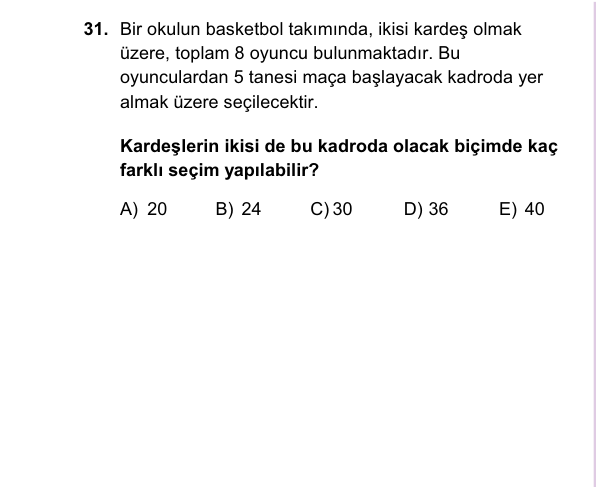 31. Bir okulun basketbol takımında, ikisi kardeş olmak
üzere, toplam 8 oyuncu bulunmaktadır. Bu
oyunculardan 5 tanesi maça başlayacak kadroda yer
almak üzere seçilecektir.
Kardeşlerin ikisi de bu kadroda olacak biçimde kaç
farklı seçim yapılabilir?
A) 20 B) 24 C) 30 D) 36 E) 40